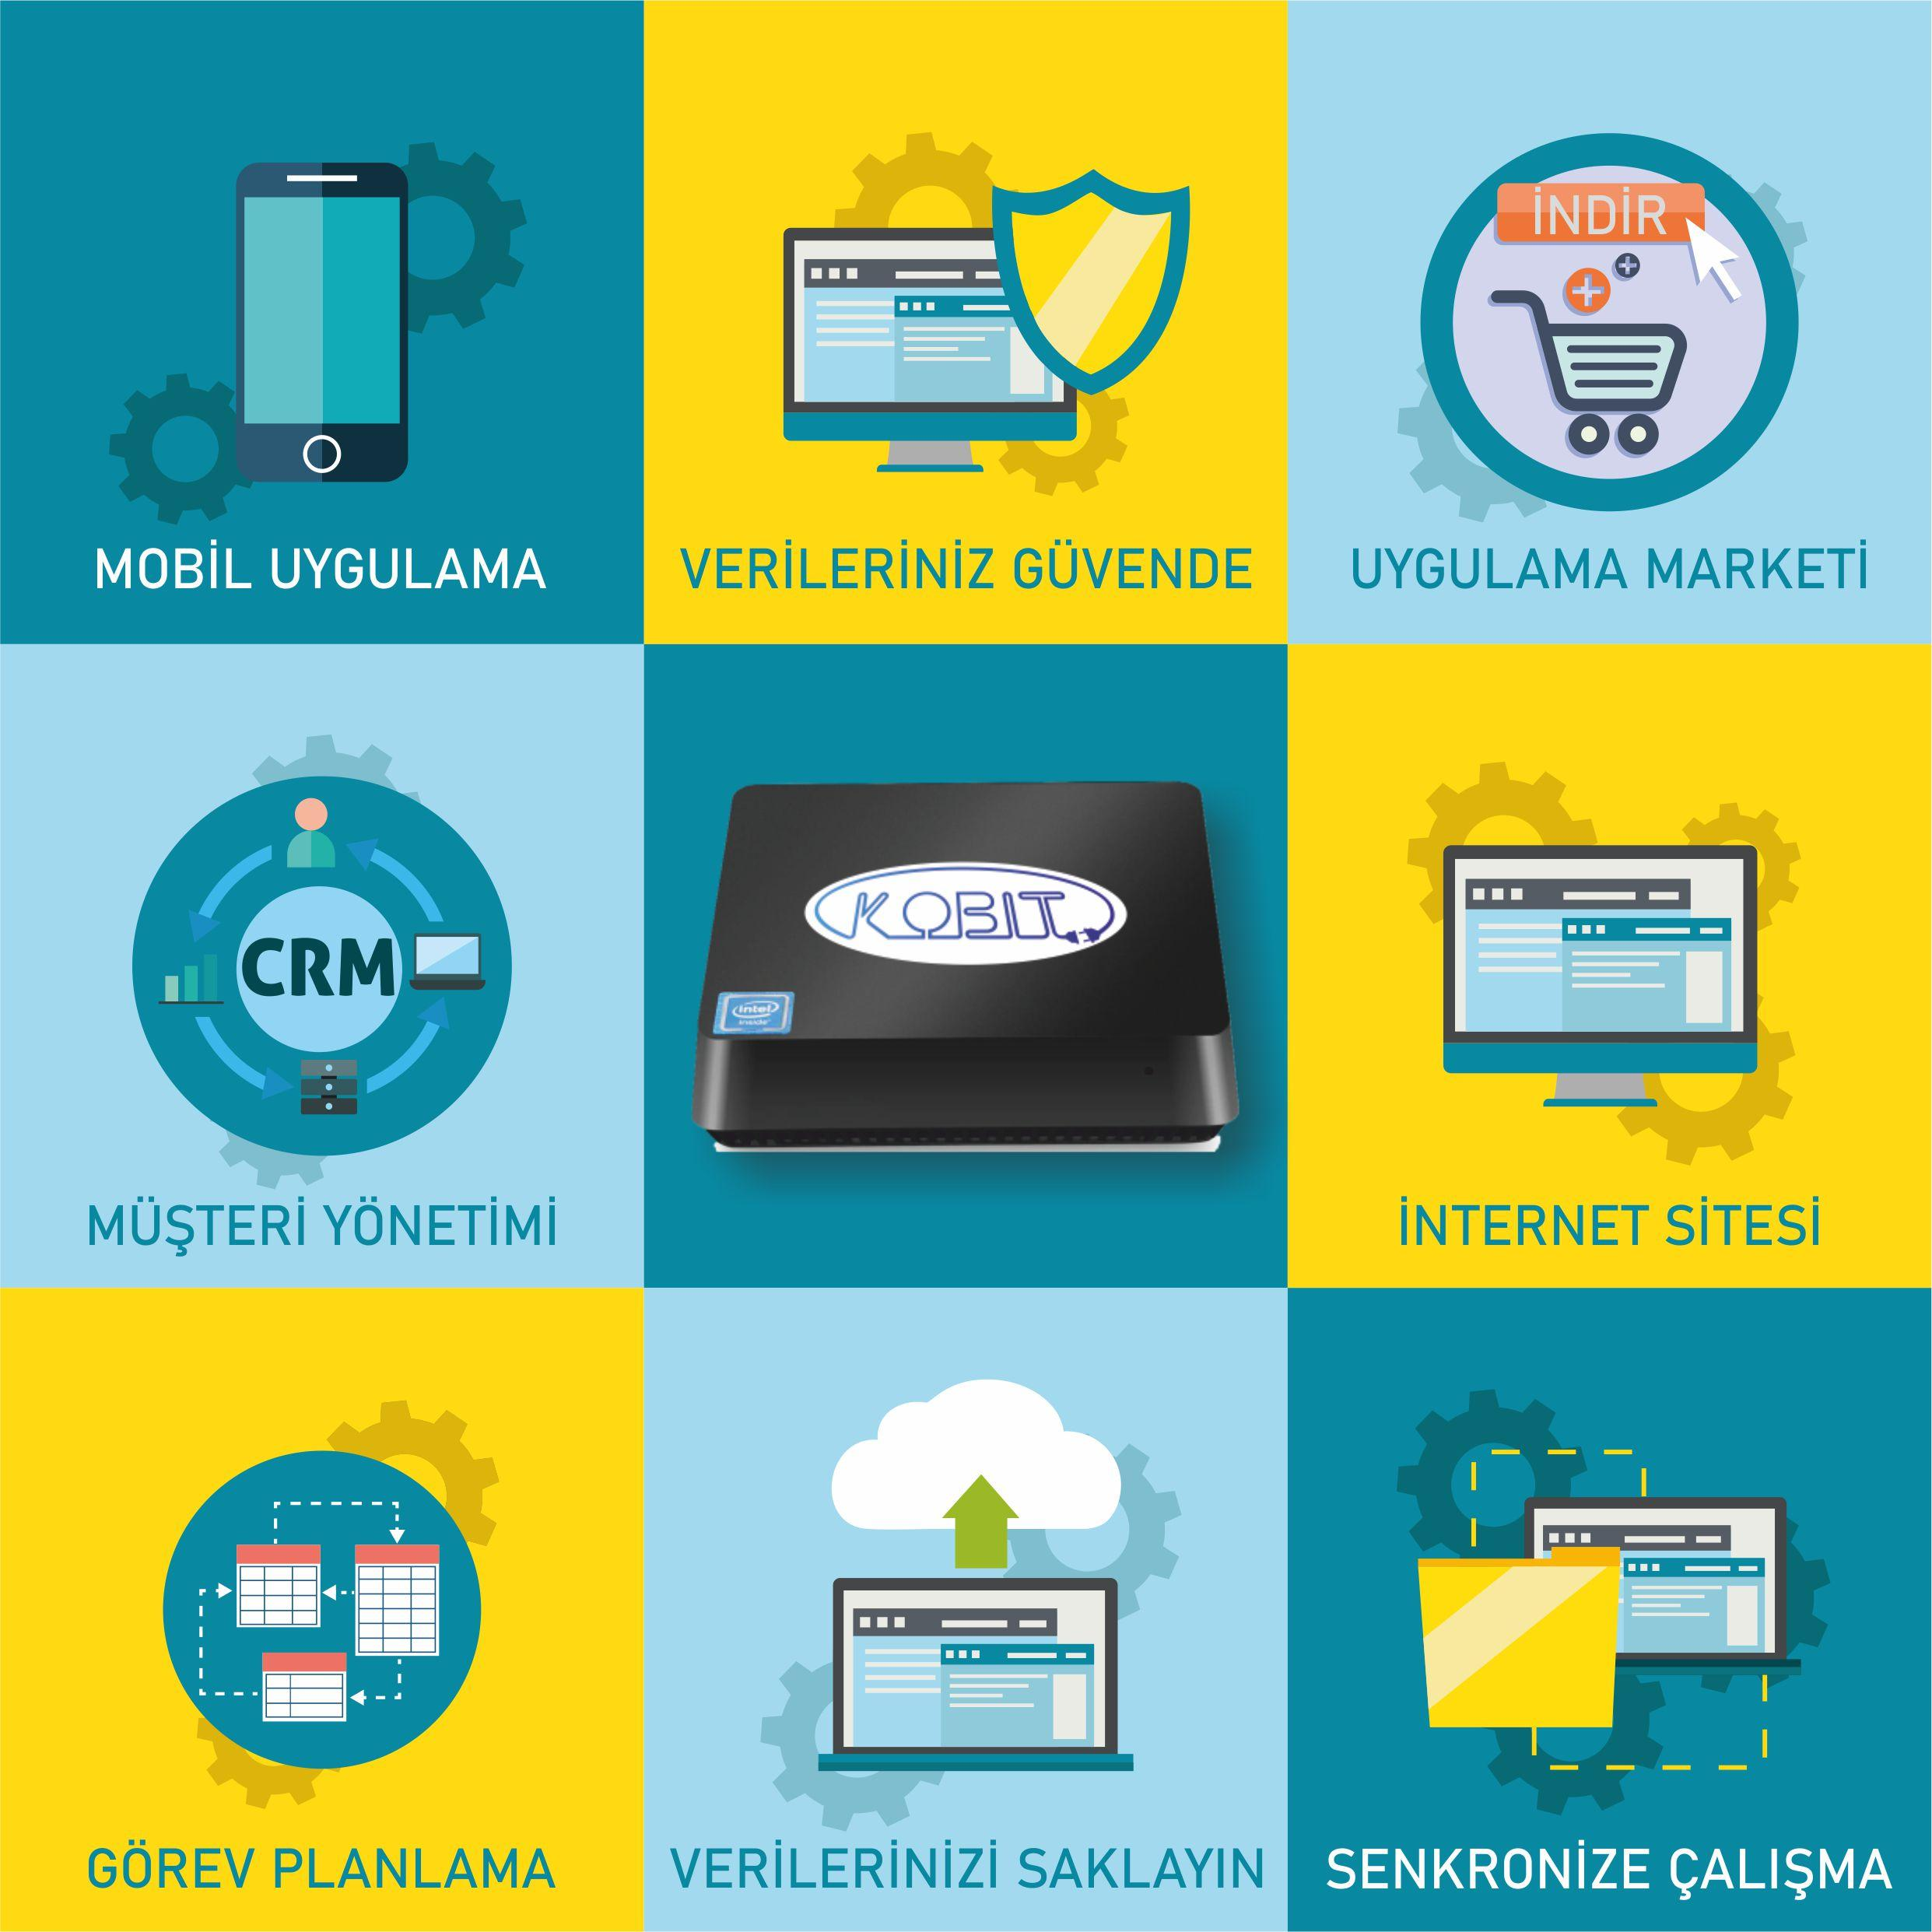 MOBİL UYGULAMA
VERİLERİNİZ GÜVENDE
İNDİR
UYGULAMA MARKETİ
CRM
MÜŞTERİ YÖNETİMİ
KOBIT
intel
inside
İNTERNET SİTESİ
GÖREV PLANLAMA
VERİLERİNİZİ SAKLAYIN
SENKRONİZE ÇALIŞMA